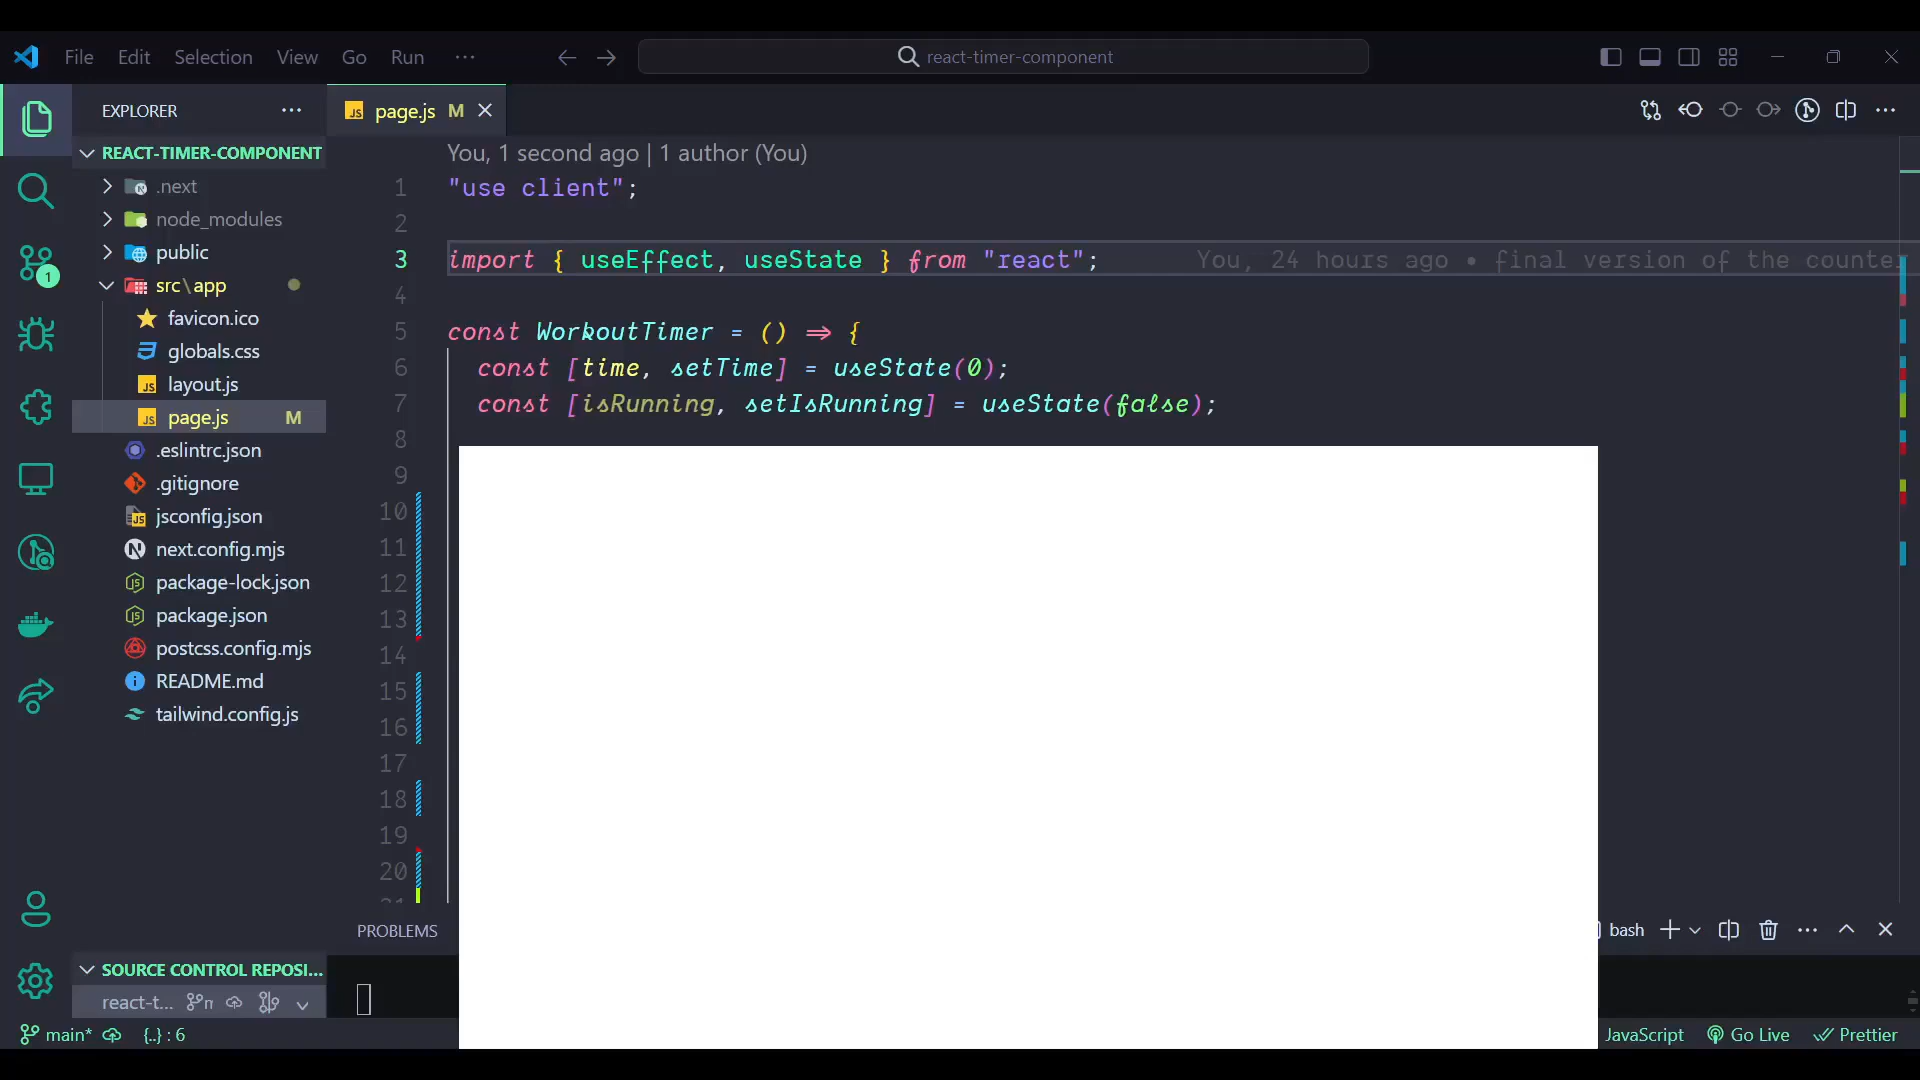 File Edit Selection View Go Run ··· react-timer-component
EXPLORER ···
REACT-TIMER-COMPONENT
.next
node_modules
public
src\app
favicon.ico
globals.css
layout.js
page.js M
.eslintrc.json
.gitignore
jsconfig.json
next.config.mjs
package-lock.json
package.json
postcss.config.mjs
README.md
tailwind.config.js
SOURCE CONTROL REPOSI...
react-t...
JS page.js M
You, 1 second ago | 1 author (You)
1 "use client";
2
3 import { useEffect, useState } from "react"; You, 24 hours ago • final version of the counter
4
5 const WorkoutTimer = () => {
6 const [time, setTime] = useState(0);
7 const [isRunning, setIsRunning] = useState(false);
8
9
10
11
12
13
14
15
16
17
18
19
20
PROBLEMS
bash
main* {..} : 6 JavaScript Go Live Prettier